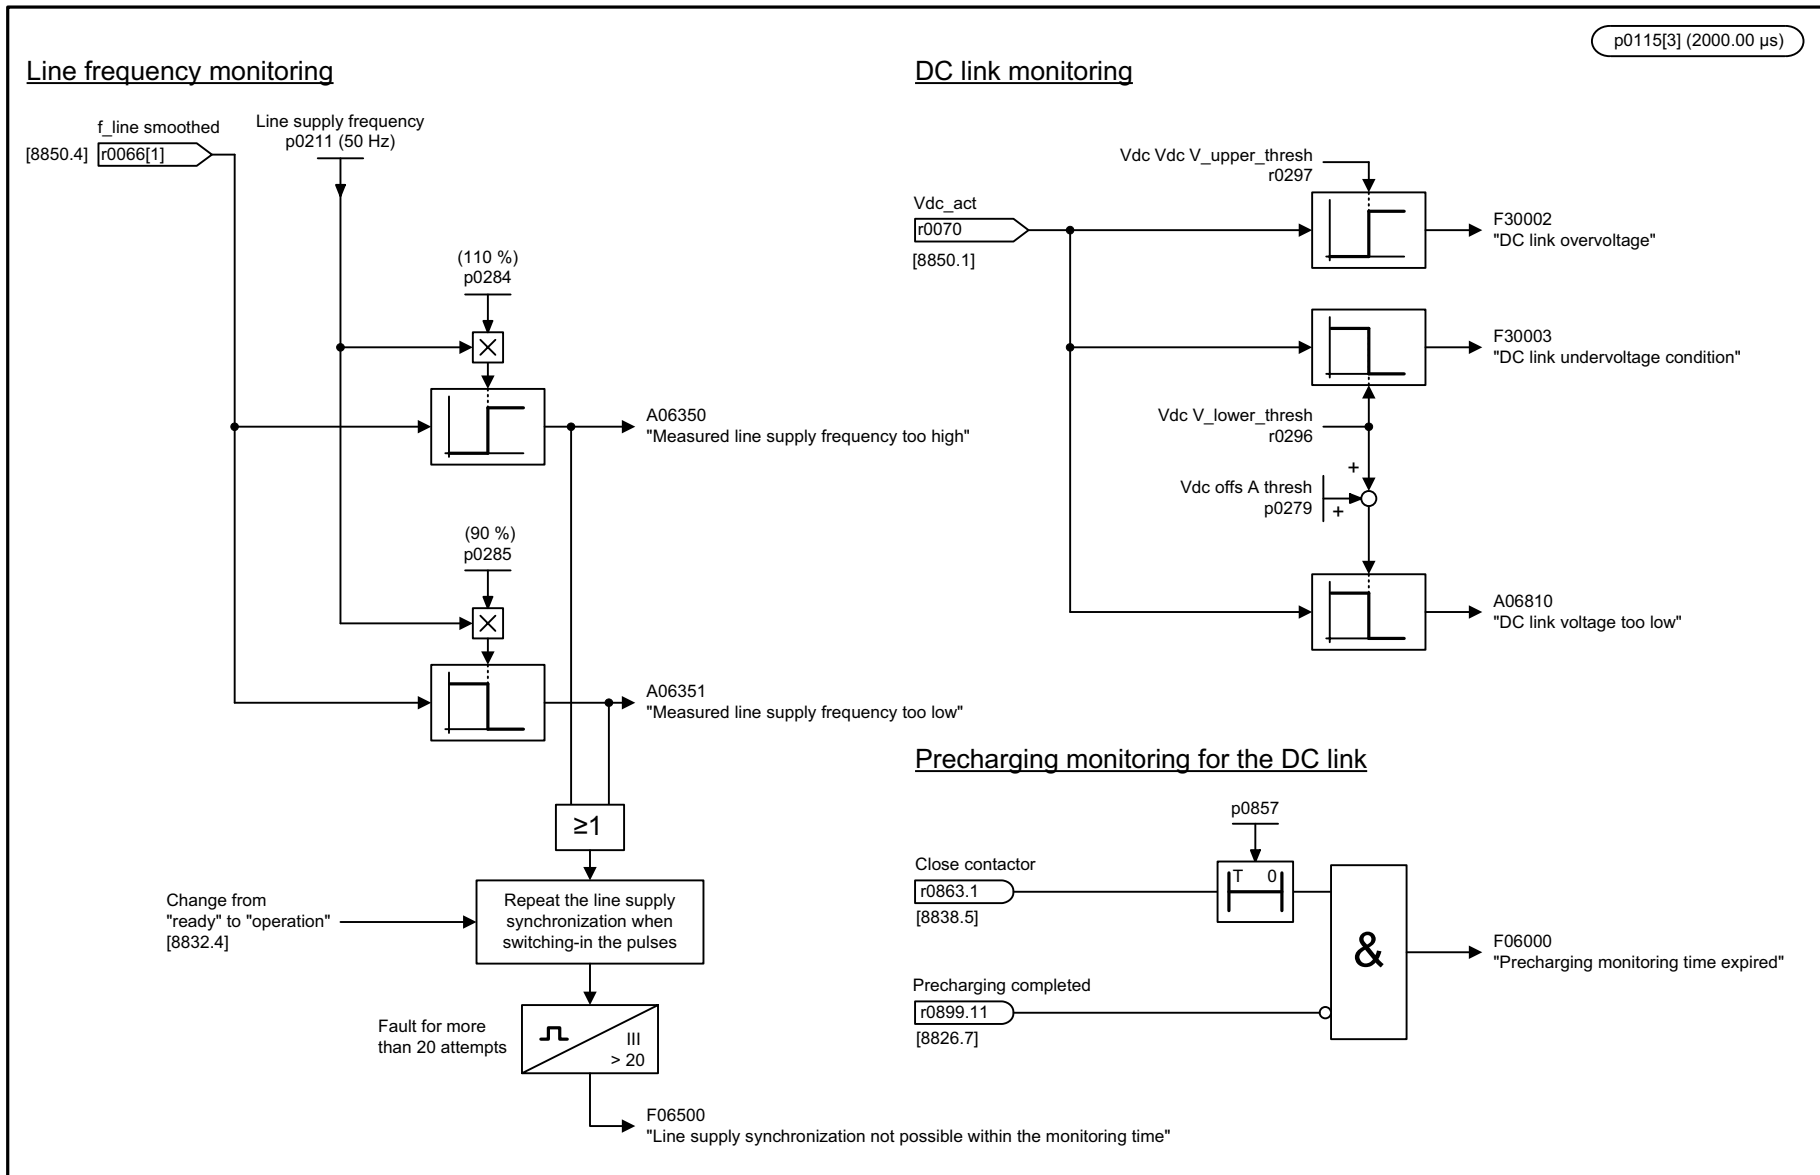 p0115[3] (2000.00 µs)
Line frequency monitoring
f_line smoothed
[8850.4]
r0066[1]
Line supply frequency
p0211 (50 Hz)
(110 %)
p0284
A06350
"Measured line supply frequency too high"
(90 %)
p0285
A06351
"Measured line supply frequency too low"
≥1
Change from
"ready" to "operation"
[8832.4]
Repeat the line supply
synchronization when
switching-in the pulses
Fault for more
than 20 attempts
III
> 20
F06500
"Line supply synchronization not possible within the monitoring time"
DC link monitoring
Vdc Vdc V_upper_thresh
r0297
Vdc_act
r0070
[8850.1]
F30002
"DC link overvoltage"
F30003
"DC link undervoltage condition"
Vdc V_lower_thresh
r0296
+
Vdc offs A thresh
p0279
+
A06810
"DC link voltage too low"
Precharging monitoring for the DC link
p0857
Close contactor
r0863.1
[8838.5]
T 0
&
F06000
"Precharging monitoring time expired"
Precharging completed
r0899.11
[8826.7]